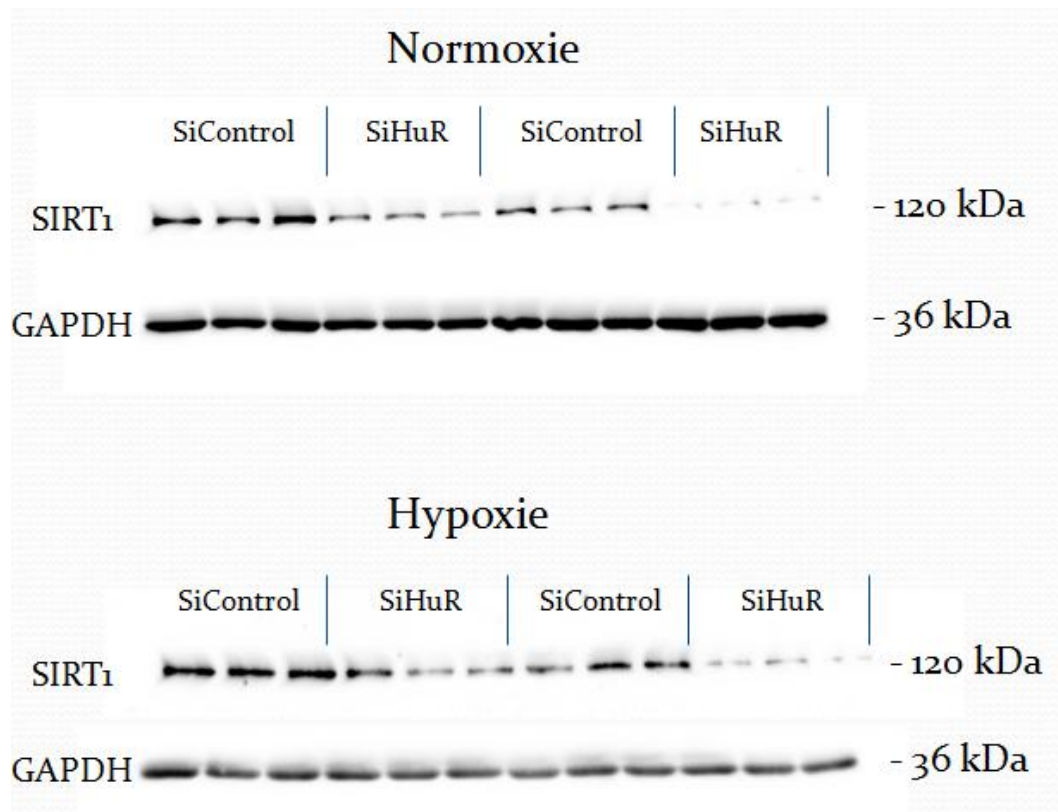 Normoxie
SiControl SiHuR SiControl SiHuR
SIRT1 - 120 kDa
GAPDH - 36 kDa
Hypoxie
SiControl SiHuR SiControl SiHuR
SIRT1 - 120 kDa
GAPDH - 36 kDa